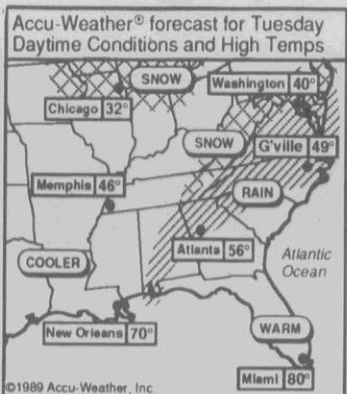 Accu-Weather® forecast for Tuesday
Daytime Conditions and High Temps
SNOW
Washington 40°
Chicago 32°
SNOW
G'ville 49°
Memphis 46°
RAIN
Atlanta 56°
COOLER
Atlantic
Ocean
New Orleans 70°
WARM
Miami 80°
©1989 Accu-Weather, Inc.